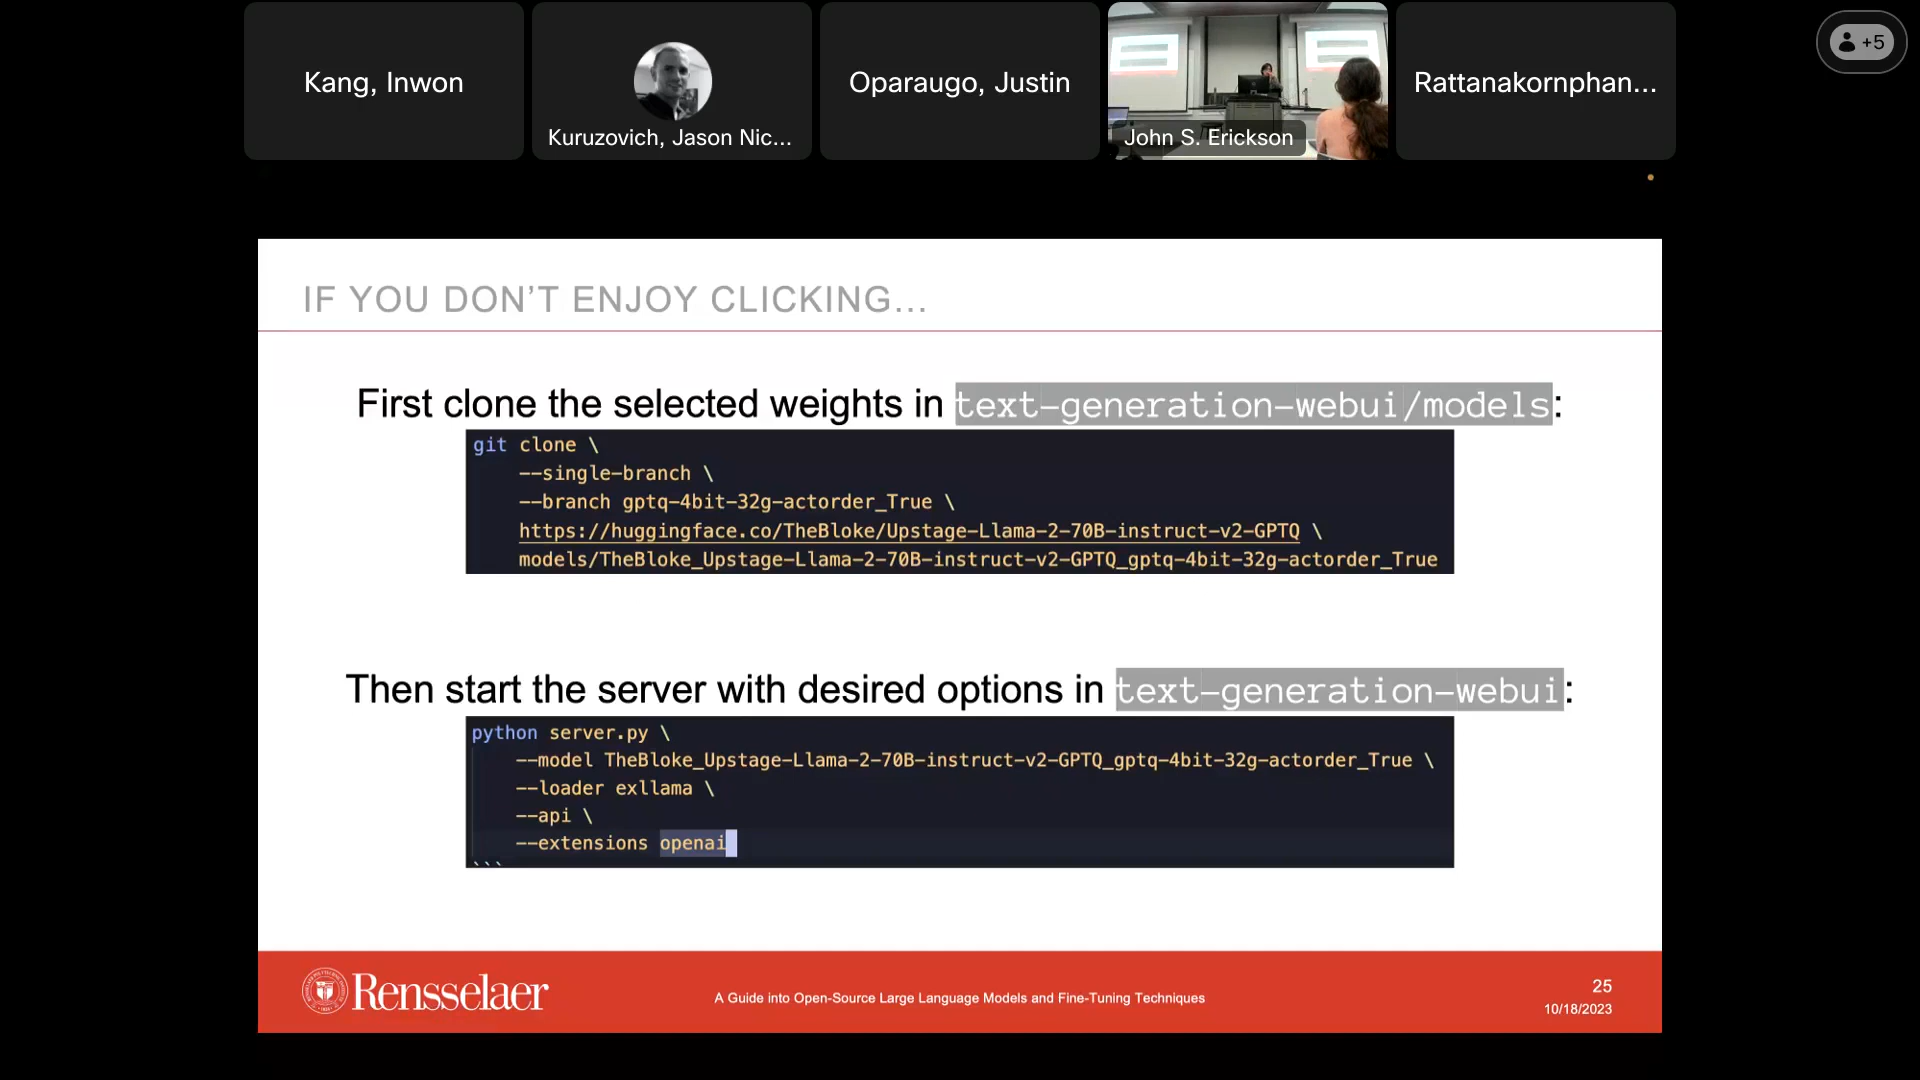 Kang, Inwon
Kuruzovich, Jason Nic...
Oparaugo, Justin
John S. Erickson
Rattanakornphan...
+5
IF YOU DON'T ENJOY CLICKING...
First clone the selected weights in text-generation-webui/models:
git clone \
--single-branch \
--branch gptq-4bit-32g-actorder_True \
https://huggingface.co/TheBloke/Upstage-Llama-2-70B-instruct-v2-GPTQ \
models/TheBloke_Upstage-Llama-2-70B-instruct-v2-GPTQ_gptq-4bit-32g-actorder_True
Then start the server with desired options in text-generation-webui:
python server.py \
--model TheBloke_Upstage-Llama-2-70B-instruct-v2-GPTQ_gptq-4bit-32g-actorder_True \
--loader exllama \
--api \
--extensions openai
```
Rensselaer
A Guide into Open-Source Large Language Models and Fine-Tuning Techniques
25
10/18/2023